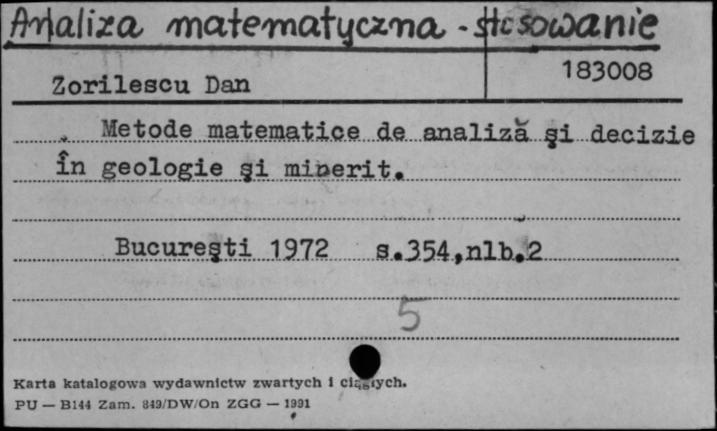 Analiza matematyczna - stosowanie
183008
Zorilescu Dan
Metode matematice de analiză şi decizie
în geologie şi minerit.
Bucureşti 1972 s.354,nlb.2
5
Karta katalogowa wydawnictw zwartych i ciągłych.
PU — B144 Zam. 849/DW/On ZGG — 1991